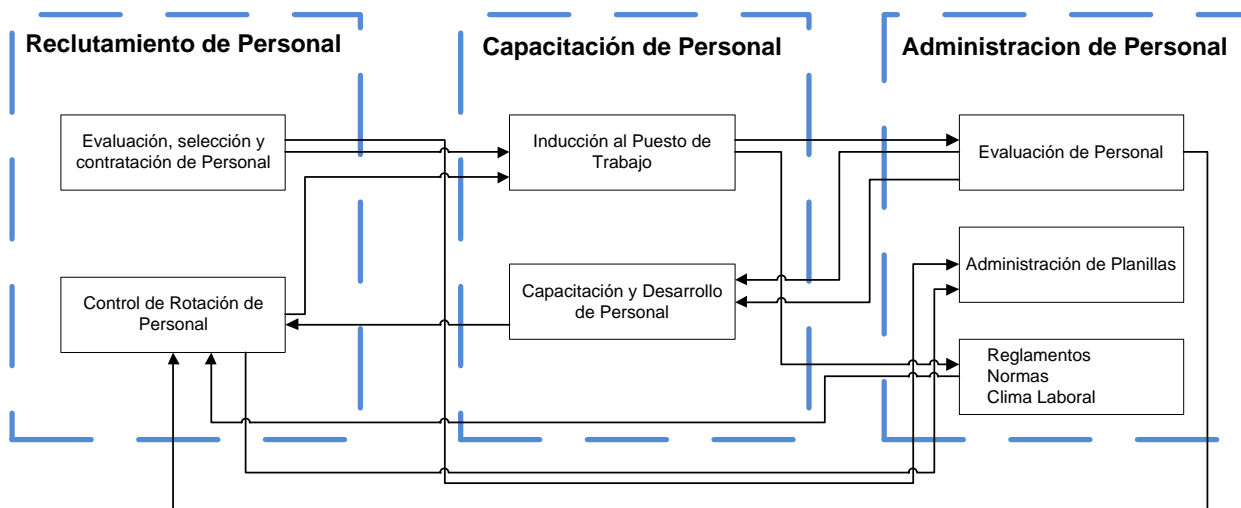 Reclutamiento de Personal
Capacitación de Personal
Administracion de Personal
Evaluación, selección y
contratación de Personal
Inducción al Puesto de
Trabajo
Evaluación de Personal
Control de Rotación de
Personal
Capacitación y Desarrollo
de Personal
Administración de Planillas
Reglamentos
Normas
Clima Laboral